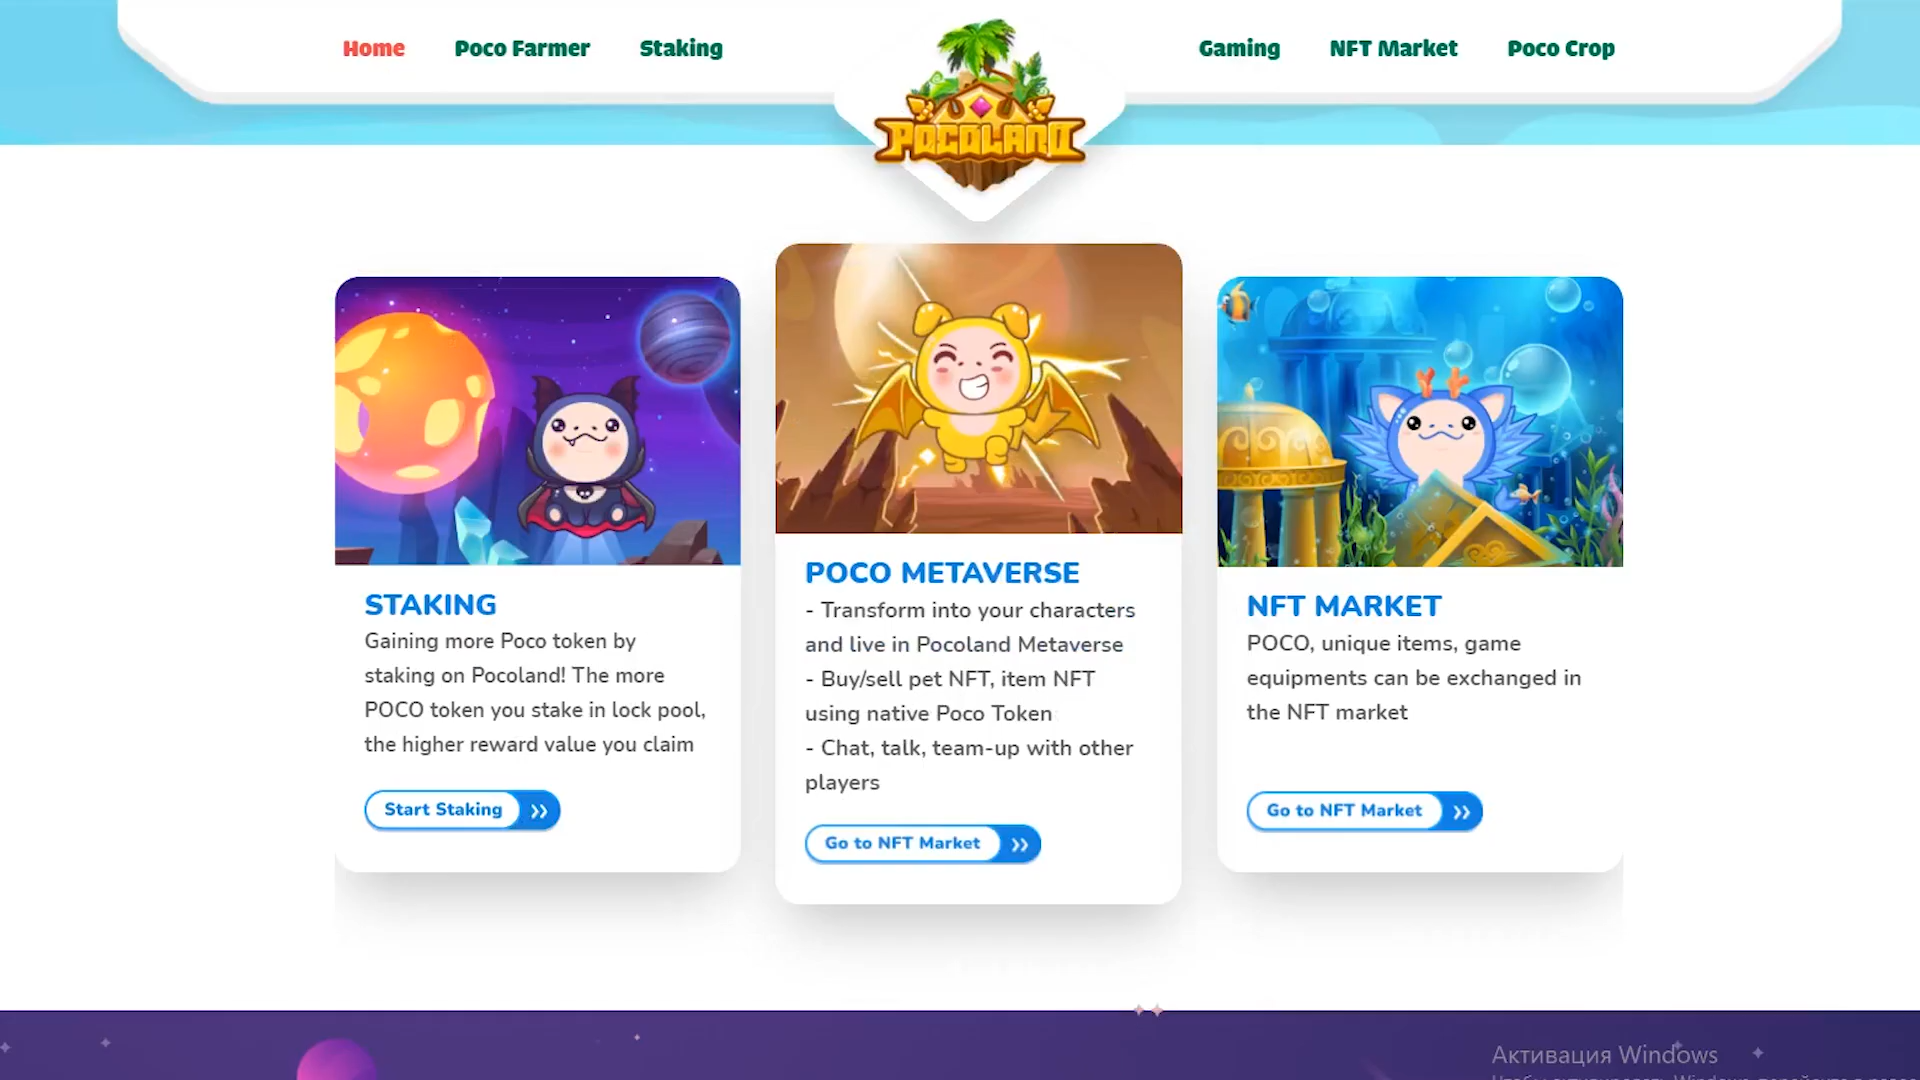 Home
Poco Farmer
Staking
Gaming
NFT Market
Poco Crop
POCOLAND
STAKING
Gaining more Poco token by
staking on Pocoland! The more
POCO token you stake in lock pool,
the higher reward value you claim
Start Staking
POCO METAVERSE
- Transform into your characters
and live in Pocoland Metaverse
- Buy/sell pet NFT, item NFT
using native Poco Token
- Chat, talk, team-up with other
players
Go to NFT Market
NFT MARKET
POCO, unique items, game
equipments can be exchanged in
the NFT market
Go to NFT Market
Активация Windows